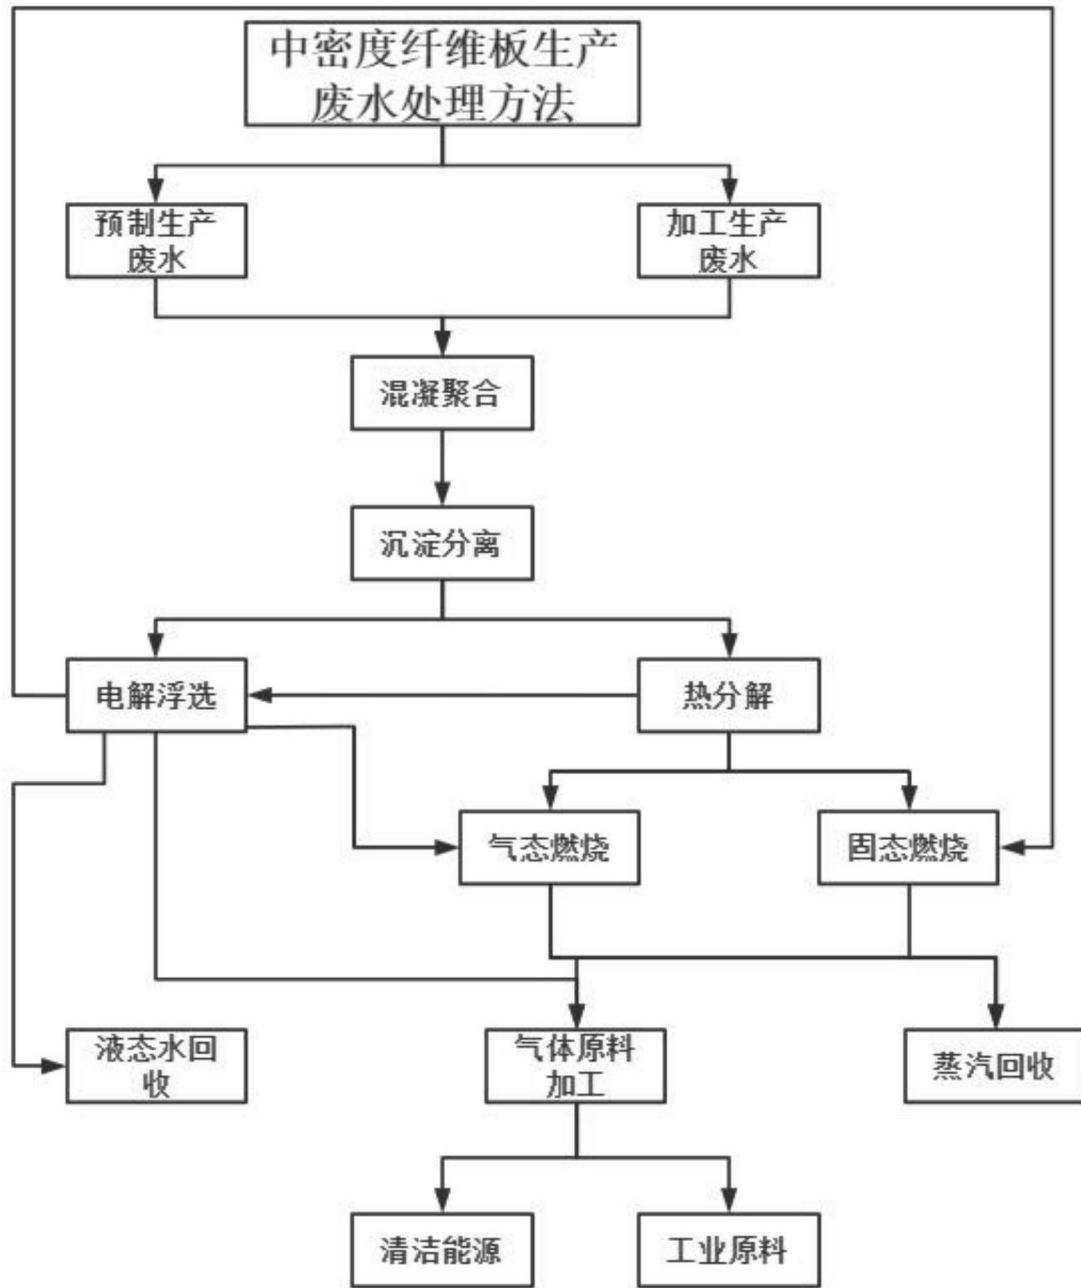 中密度纤维板生产
废水处理方法
预制生产
废水
加工生产
废水
混凝聚合
沉淀分离
电解浮选
热分解
气态燃烧
固态燃烧
液态水回
收
气体原料
加工
蒸汽回收
清洁能源
工业原料